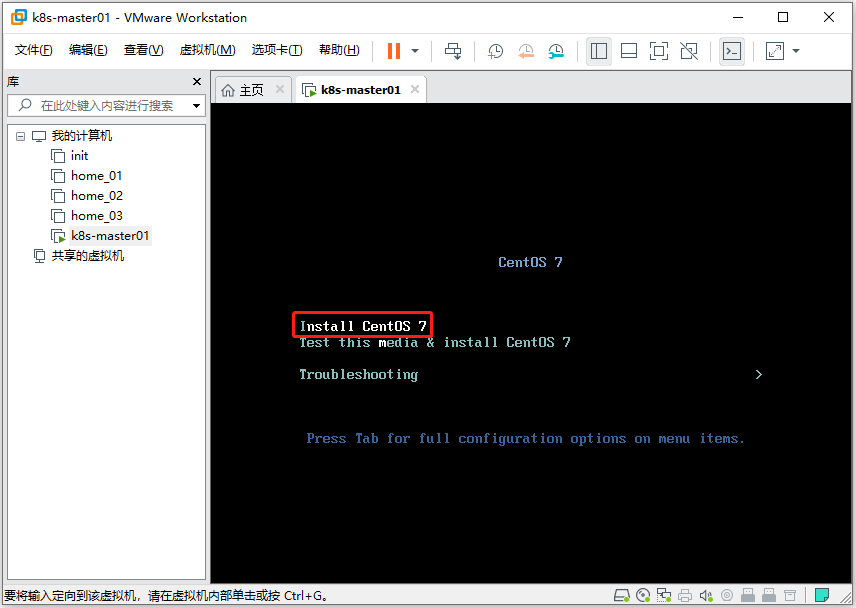 k8s-master01 - VMware Workstation
文件(F) 编辑(E) 查看(V) 虚拟机(M) 选项卡(T) 帮助(H)
库
在此处键入内容进行搜索
我的计算机
init
home_01
home_02
home_03
k8s-master01
共享的虚拟机
主页 k8s-master01
CentOS 7
Install CentOS 7
Test this media & install CentOS 7
Troubleshooting >
Press Tab for full configuration options on menu items.
要将输入定向到该虚拟机，请在虚拟机内部单击或按 Ctrl+G。